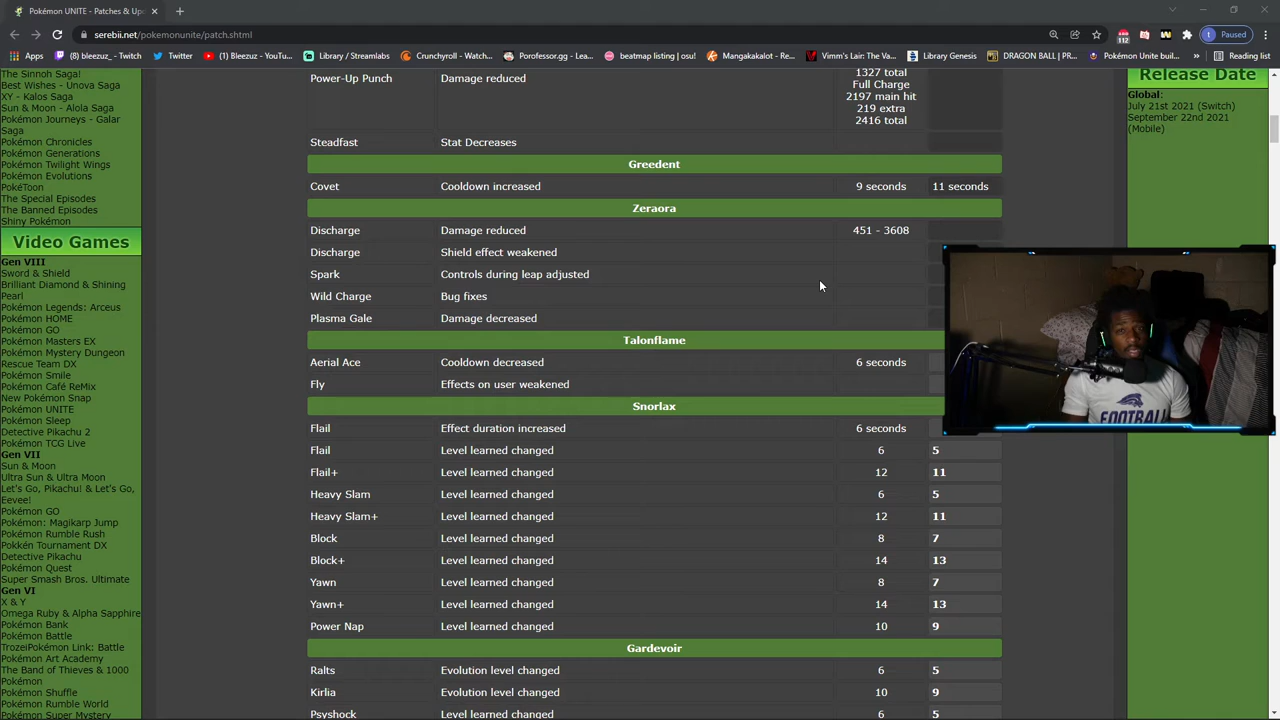 Pokémon UNITE - Patches & Up
serebii.net/pokemonunite/patch.shtml
Paused
Apps
(3) bleezuz_ - Twitch
Twitter
(1) Bleezuz - YouTu...
Library / Streamlabs
Crunchyroll - Watch...
Porofessor.gg - Lea...
beatmap listing | osu!
Mangakakalot - Re...
Vimm's Lair: The Va...
Library Genesis
DRAGON BALL | PR...
Pokémon Unite buil...
Reading list
The Sinnoh Saga!
Best Wishes - Unova Saga
XY - Kalos Saga
Sun & Moon - Alola Saga
Pokémon Journeys - Galar
Saga
Pokémon Chronicles
Pokémon Generations
Pokémon Twilight Wings
Pokémon Evolutions
PokéToon
The Special Episodes
The Banned Episodes
Shiny Pokémon
Video Games
Gen VIII
Sword & Shield
Brilliant Diamond & Shining
Pearl
Pokémon Legends: Arceus
Pokémon HOME
Pokémon GO
Pokémon Masters EX
Pokémon Mystery Dungeon
Rescue Team DX
Pokémon Smile
Pokémon Café ReMix
New Pokémon Snap
Pokémon UNITE
Pokémon Sleep
Detective Pikachu 2
Pokémon TCG Live
Gen VII
Sun & Moon
Ultra Sun & Ultra Moon
Let's Go, Pikachu! & Let's Go,
Eevee!
Pokémon GO
Pokémon: Magikarp Jump
Pokémon Rumble Rush
Pokkén Tournament DX
Detective Pikachu
Pokémon Quest
Super Smash Bros. Ultimate
Gen VI
X & Y
Omega Ruby & Alpha Sapphire
Pokémon Bank
Pokémon Battle
TrozeiPokémon Link: Battle
Pokémon Art Academy
The Band of Thieves & 1000
Pokémon
Pokémon Shuffle
Pokémon Rumble World
Pokémon Super Mystery
1327 total
Power-Up Punch Damage reduced Full Charge
2197 main hit
219 extra
2416 total
Steadfast Stat Decreases
Greedent
Covet Cooldown increased 9 seconds 11 seconds
Zeraora
Discharge Damage reduced 451 - 3608
Discharge Shield effect weakened
Spark Controls during leap adjusted
Wild Charge Bug fixes
Plasma Gale Damage decreased
Talonflame
Aerial Ace Cooldown decreased 6 seconds
Fly Effects on user weakened
Snorlax
Flail Effect duration increased 6 seconds
Flail Level learned changed 6 5
Flail+ Level learned changed 12 11
Heavy Slam Level learned changed 6 5
Heavy Slam+ Level learned changed 12 11
Block Level learned changed 8 7
Block+ Level learned changed 14 13
Yawn Level learned changed 8 7
Yawn+ Level learned changed 14 13
Power Nap Level learned changed 10 9
Gardevoir
Ralts Evolution level changed 6 5
Kirlia Evolution level changed 10 9
Psyshock Level learned changed 6 5
Release Date
Global:
July 21st 2021 (Switch)
September 22nd 2021
(Mobile)
FOOTBALL